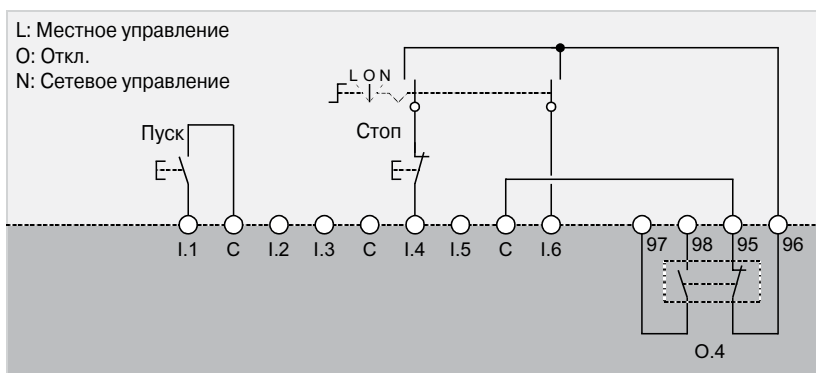 L: Местное управление
O: Откл.
N: Сетевое управление
L O N
Пуск
Стоп
I.1 C I.2 I.3 C I.4 I.5 C I.6 97 98 95 96
O.4